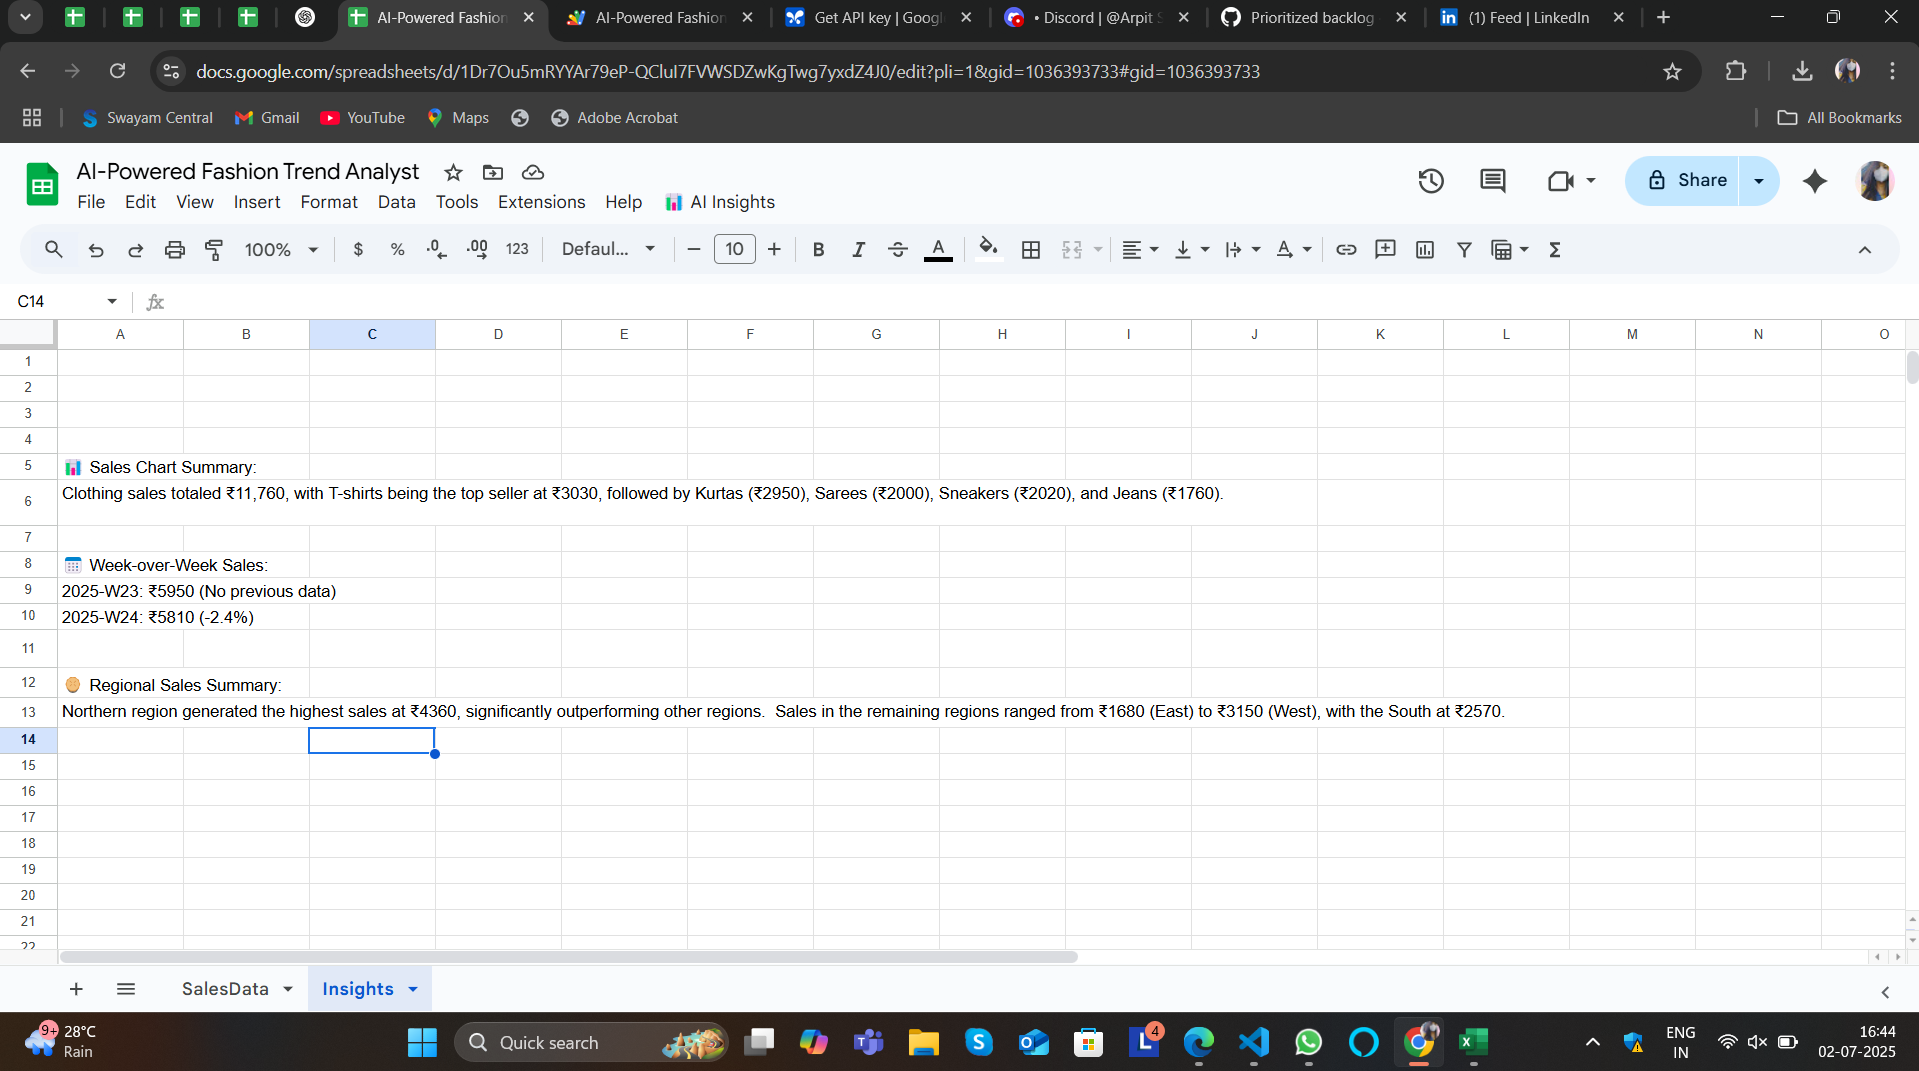 AI-Powered Fashion
AI-Powered Fashion
Get API key | Googl
• Discord | @Arpit S
Prioritized backlog
(1) Feed | LinkedIn
docs.google.com/spreadsheets/d/1Dr7Ou5mRYYAr79eP-QCluI7FVWSDZwKgTwg7yxdZ4J0/edit?pli=1&gid=1036393733#gid=1036393733
Swayam Central
Gmail
YouTube
Maps
Adobe Acrobat
All Bookmarks
AI-Powered Fashion Trend Analyst
Share
File Edit View Insert Format Data Tools Extensions Help AI Insights
100% $ % .0 .00 123 Defaul... 10 B I S A Σ
C14
fx
A B C D E F G H I J K L M N O
1
2
3
4
5 Sales Chart Summary:
6 Clothing sales totaled ₹11,760, with T-shirts being the top seller at ₹3030, followed by Kurtas (₹2950), Sarees (₹2000), Sneakers (₹2020), and Jeans (₹1760).
7
8 Week-over-Week Sales:
9 2025-W23: ₹5950 (No previous data)
10 2025-W24: ₹5810 (-2.4%)
11
12 Regional Sales Summary:
13 Northern region generated the highest sales at ₹4360, significantly outperforming other regions.  Sales in the remaining regions ranged from ₹1680 (East) to ₹3150 (West), with the South at ₹2570.
14
15
16
17
18
19
20
21
22
SalesData
Insights
9+
28°C
Rain
Quick search
4
ENG
IN
16:44
02-07-2025